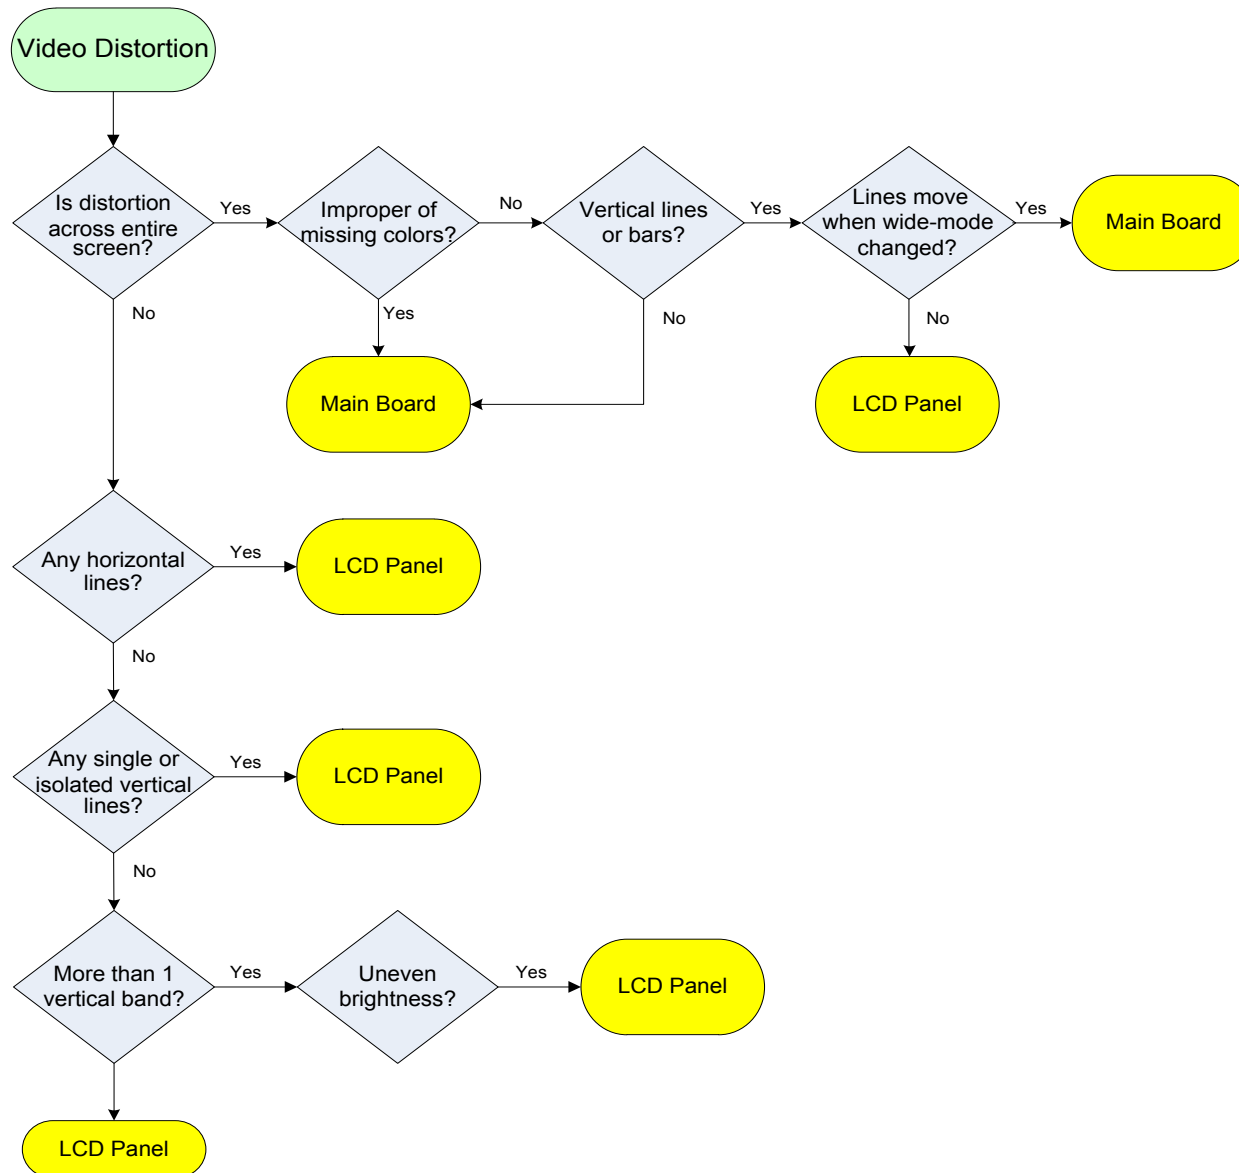 Video Distortion
Is distortion
across entire
screen?
Yes
Improper of
missing colors?
No
Vertical lines
or bars?
Yes
Lines move
when wide-mode
changed?
Yes
Main Board
No
Yes
No
No
Main Board
LCD Panel
Any horizontal
lines?
Yes
LCD Panel
No
Any single or
isolated vertical
lines?
Yes
LCD Panel
No
More than 1
vertical band?
Yes
Uneven
brightness?
Yes
LCD Panel
LCD Panel